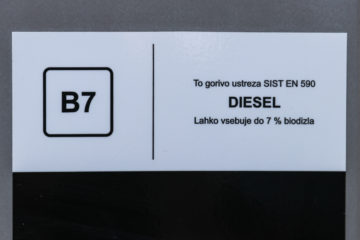 B7
To gorivo ustreza SIST EN 590
DIESEL
Lahko vsebuje do 7 % biodizla